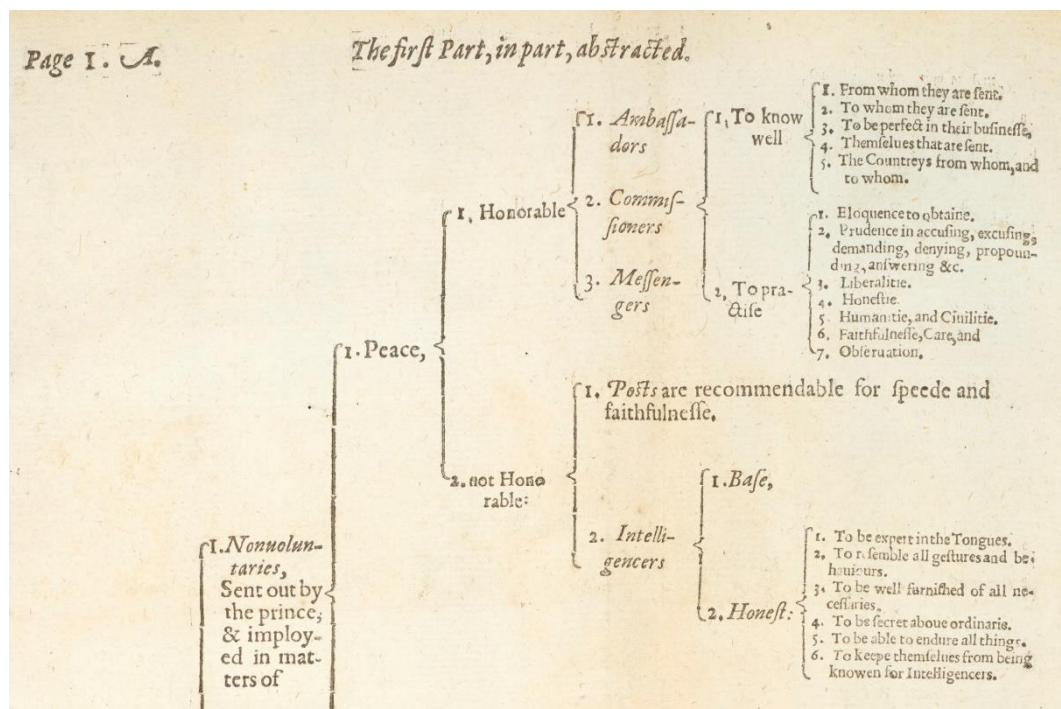 Page 1. A.
The first Part, in part, abstracted.
1. Nonuolun-
taries,
Sent out by
the prince,
& imploy-
ed in mat-
ters of
1. Peace,
1, Honorable
1. Ambassa-
dors
2. Commis-
sioners
3. Messen-
gers
1, To know
well
1. From whom they are sent.
2. To whom they are sent.
3. To be perfect in their businesse,
4. Themselues that are sent.
5. The Countreys from whom, and
to whom.
2, To pra-
ctise
1. Eloquence to obtaine.
2. Prudence in accusing, excusing,
demanding, denying, propoun-
ding, answering &c.
3. Liberalitie.
4. Honestie.
5. Humanitie, and Ciuilitie.
6. Faithfulnesse, Care, and
7. Obseruation.
2. not Hono
rable:
1. Posts are recommendable for speede and
faithfulnesse.
2. Intelli-
gencers
1. Base,
2. Honest:
1. To be expert in the Tongues.
2. To resemble all gestures and be-
hauiours.
3. To be well furnished of all ne-
cessaries.
4. To be secret aboue ordinarie.
5. To be able to endure all things.
6. To keepe themselues from being
knowen for Intelligencers.